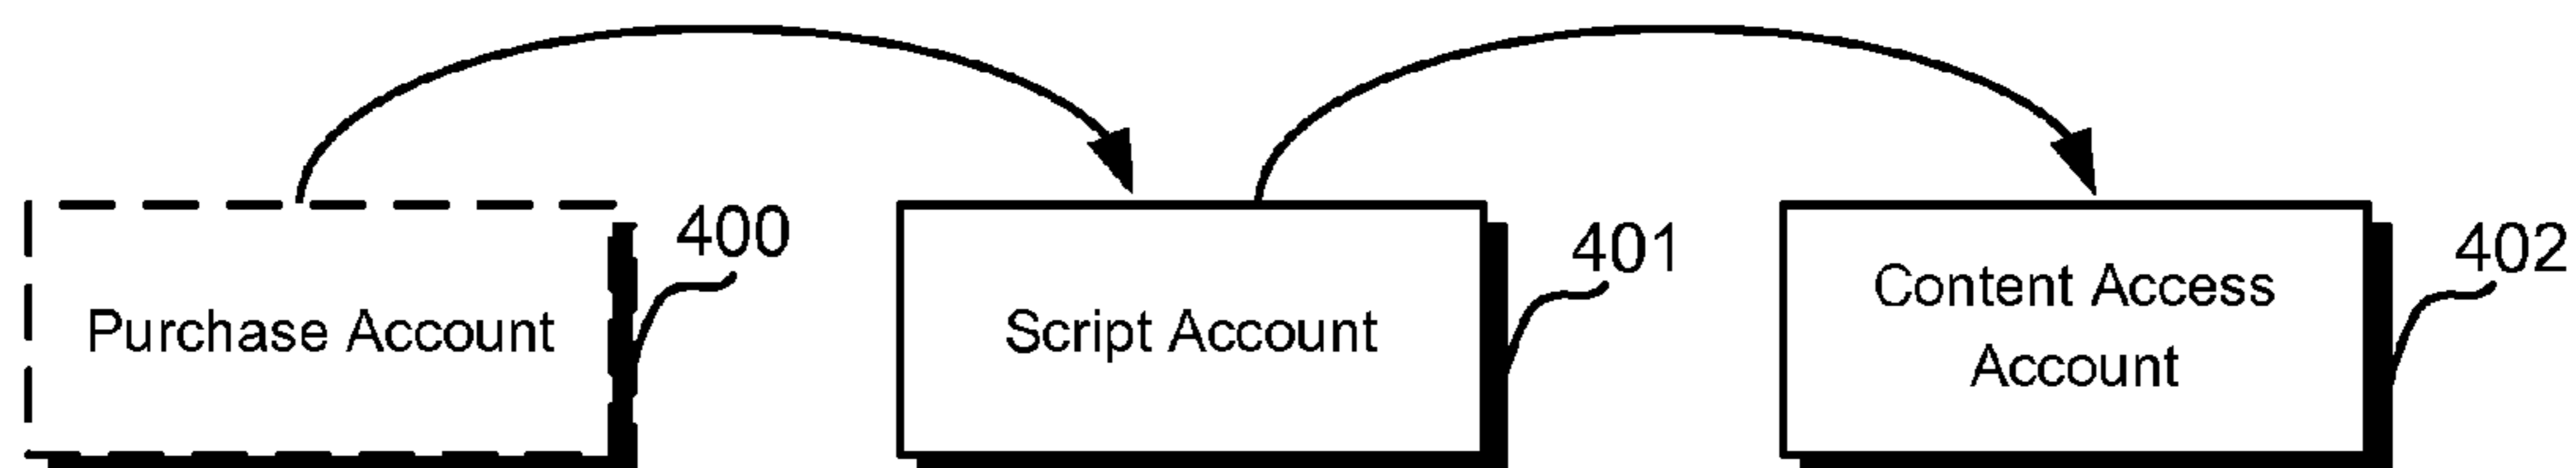 400
Purchase Account
401
Script Account
402
Content Access
Account